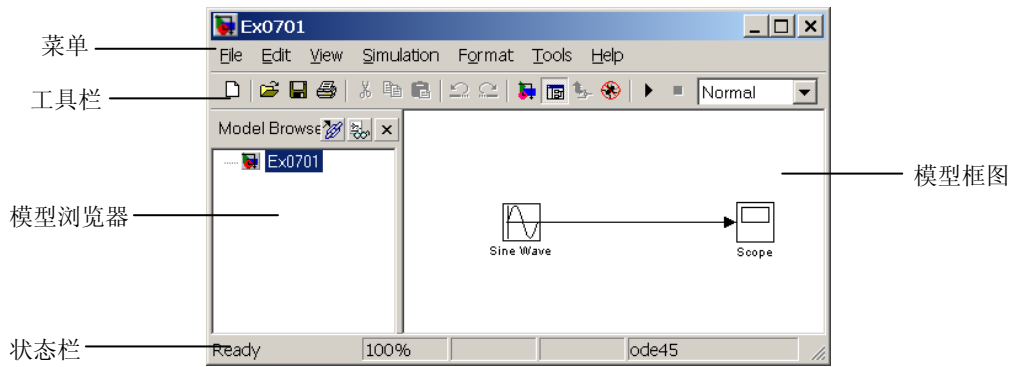 Ex0701
菜单
File Edit View Simulation Format Tools Help
工具栏
Normal
Model Browse
Ex0701
模型框图
模型浏览器
Sine Wave
Scope
状态栏
Ready 100% ode45